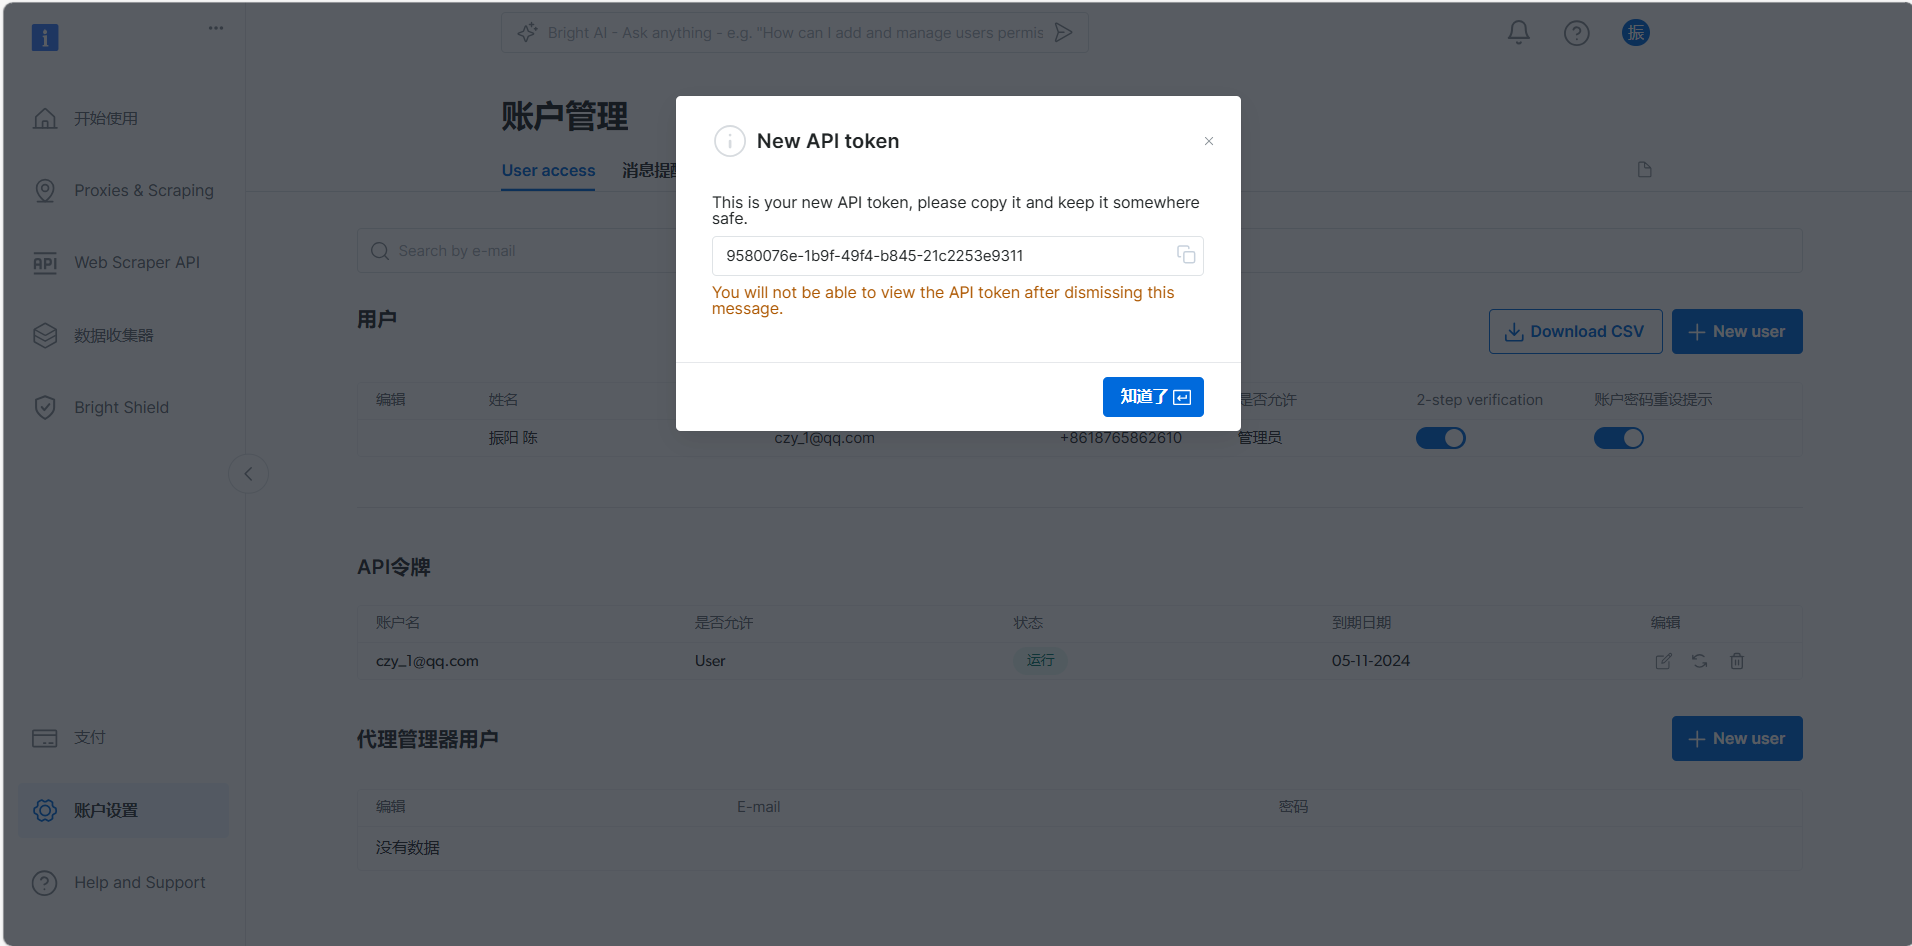 Bright AI - Ask anything - e.g. "How can I add and manage users permis
振
开始使用
Proxies & Scraping
API
Web Scraper API
数据收集器
Bright Shield
支付
账户设置
Help and Support
账户管理
User access
消息提醒
New API token
This is your new API token, please copy it and keep it somewhere
safe.
9580076e-1b9f-49f4-b845-21c2253e9311
You will not be able to view the API token after dismissing this
message.
知道了
Search by e-mail
用户
Download CSV
New user
编辑 姓名 是否允许 2-step verification 账户密码重设提示
振阳 陈 czy_1@qq.com +8618765862610 管理员
API令牌
账户名 是否允许 状态 到期日期 编辑
czy_1@qq.com User 运行 05-11-2024
代理管理器用户
New user
编辑 E-mail 密码
没有数据